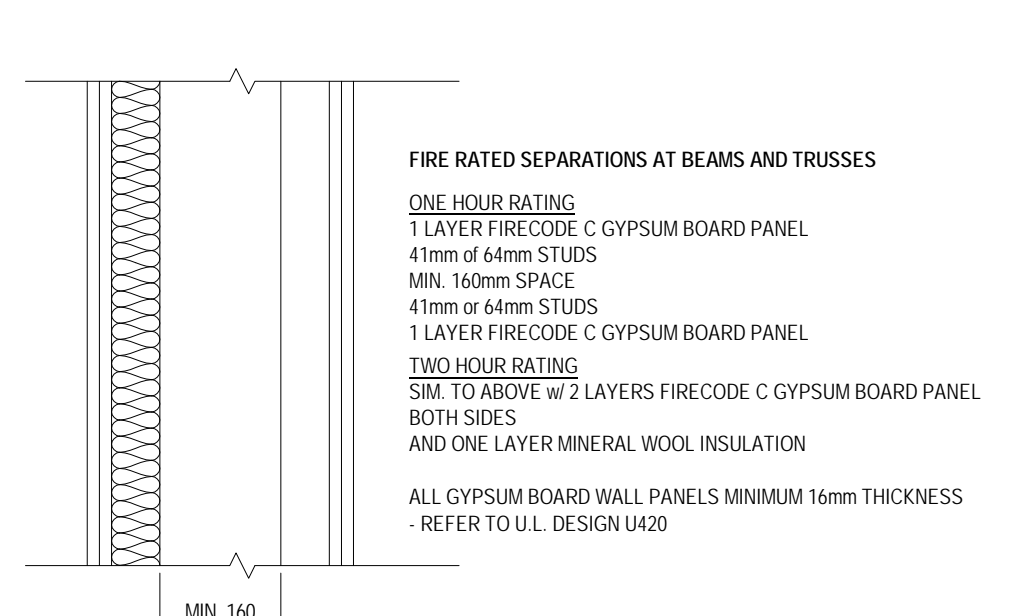 FIRE RATED SEPARATIONS AT BEAMS AND TRUSSES
ONE HOUR RATING
1 LAYER FIRECODE C GYPSUM BOARD PANEL
41mm of 64mm STUDS
MIN. 160mm SPACE
41mm or 64mm STUDS
1 LAYER FIRECODE C GYPSUM BOARD PANEL
TWO HOUR RATING
SIM. TO ABOVE w/ 2 LAYERS FIRECODE C GYPSUM BOARD PANEL
BOTH SIDES
AND ONE LAYER MINERAL WOOL INSULATION
ALL GYPSUM BOARD WALL PANELS MINIMUM 16mm THICKNESS
- REFER TO U.L. DESIGN U420
MIN. 160